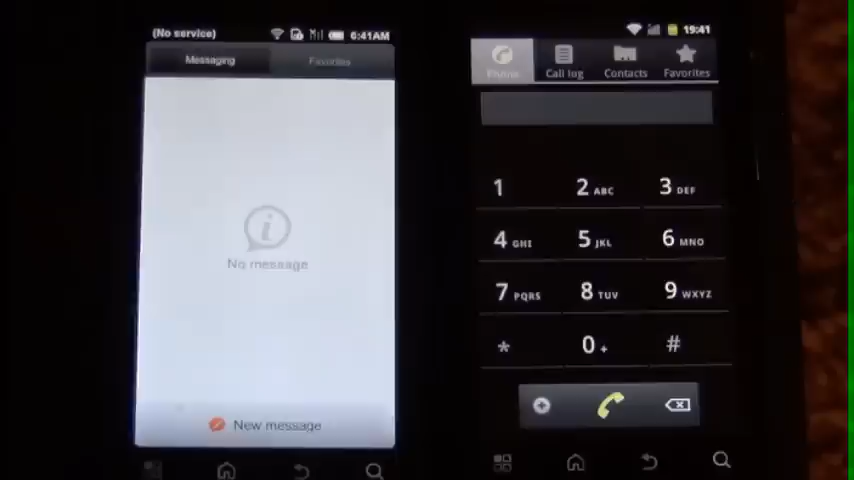 (No service) 6:41AM
Messaging Favorites
No message
New message
19:41
Phone Call log Contacts Favorites
1 2 ABC 3 DEF
4 GHI 5 JKL 6 MNO
7 PQRS 8 TUV 9 WXYZ
* 0 + #